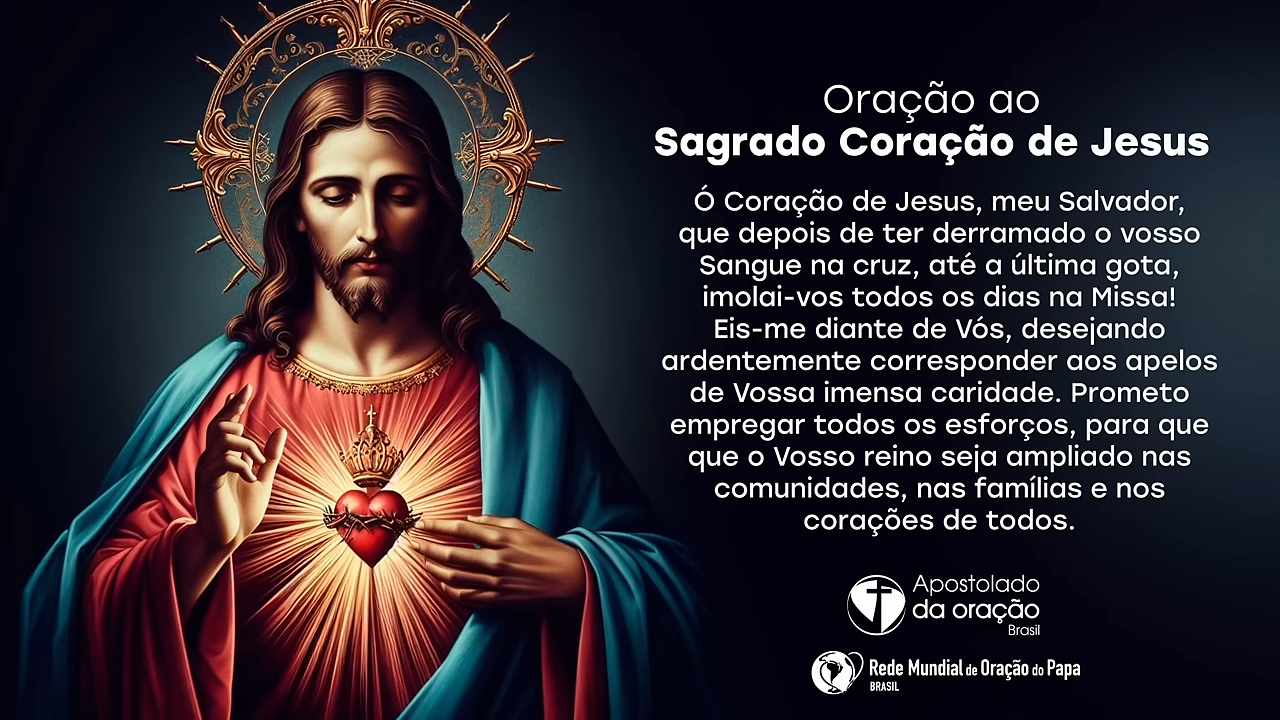 Oração ao
Sagrado Coração de Jesus
Ó Coração de Jesus, meu Salvador,
que depois de ter derramado o vosso
Sangue na cruz, até a última gota,
imolai-vos todos os dias na Missa!
Eis-me diante de Vós, desejando
ardentemente corresponder aos apelos
de Vossa imensa caridade. Prometo
empregar todos os esforços, para que
que o Vosso reino seja ampliado nas
comunidades, nas famílias e nos
corações de todos.
Apostolado
da oração
Brasil
Rede Mundial de Oração do Papa
BRASIL